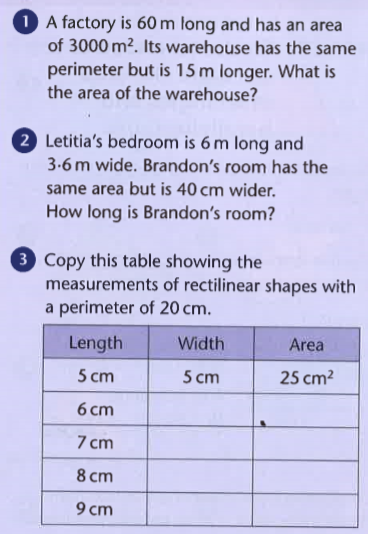 1 A factory is 60 m long and has an area
of 3000 m². Its warehouse has the same
perimeter but is 15 m longer. What is
the area of the warehouse?
2 Letitia's bedroom is 6 m long and
3·6 m wide. Brandon's room has the
same area but is 40 cm wider.
How long is Brandon's room?
3 Copy this table showing the
measurements of rectilinear shapes with
a perimeter of 20 cm.
Length Width Area
5 cm 5 cm 25 cm²
6 cm
7 cm
8 cm
9 cm